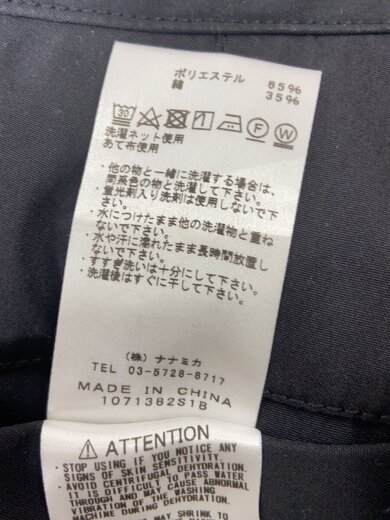 ポリエステル 65%
綿 35%
30 F W
洗濯ネット使用
あて布使用
・他の物と一緒に洗濯する場合は、
同系色の物と洗濯して下さい。
・蛍光剤入り洗剤は使用しないで下
さい。
・水につけたまま他の洗濯物と重ね
ないで下さい。
・水や汗に濡れたまま長時間放置し
ないで下さい。
・すすぎ洗いは十分にして下さい。
・洗濯後はすぐに干して下さい。
(株) ナナミカ
TEL 03-5728-8717
MADE IN CHINA
1071382S1B
ATTENTION
・STOP USING IF YOU NOTICE ANY
SIGNS OF SKIN SENSITIVITY.
・AVOID CENTRIFUGAL DEHYDRATION.
IT IS DIFFICULT TO PASS WATER
THROUGH AND MAY CAUSE ABNORMAL
VIBRATION OF THE WASHING
MACHINE DURING DEHYDRATION.